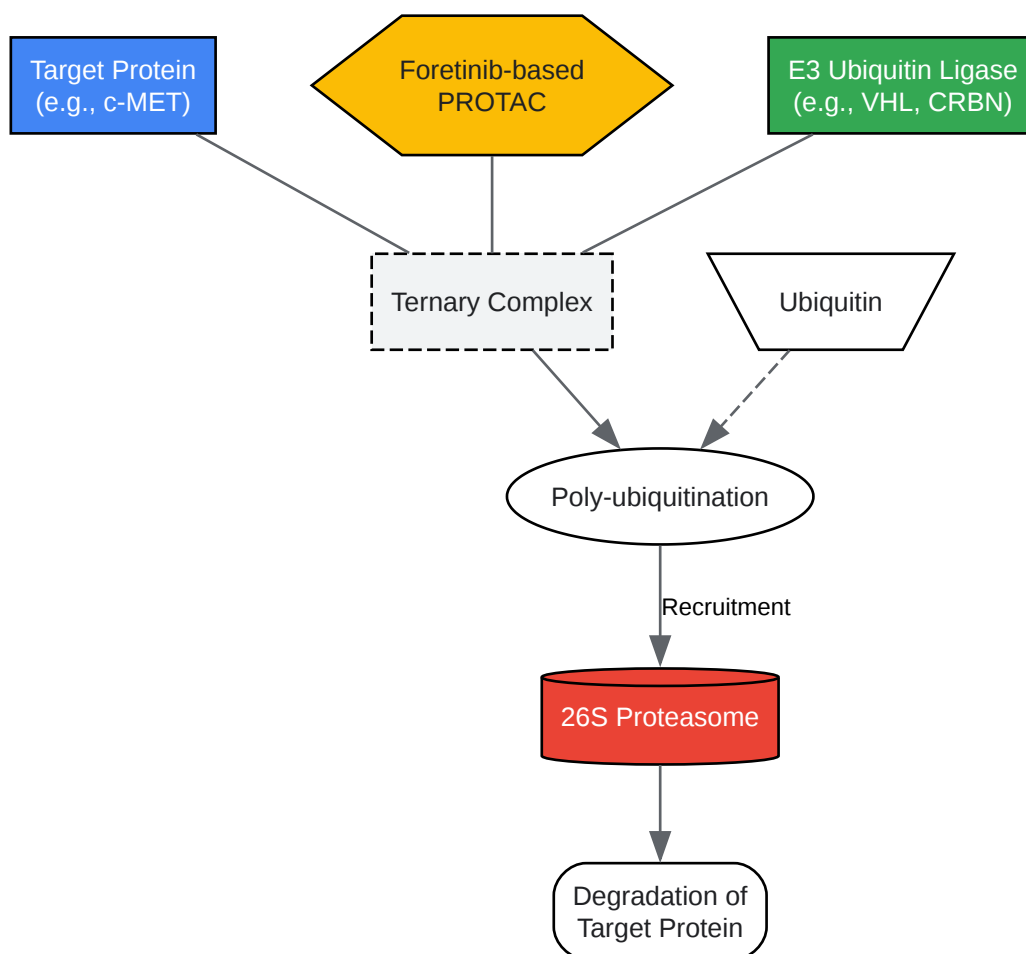 Target Protein
(e.g., c-MET)
Foretinib-based
PROTAC
E3 Ubiquitin Ligase
(e.g., VHL, CRBN)
Ternary Complex
Ubiquitin
Poly-ubiquitination
Recruitment
26S Proteasome
Degradation of
Target Protein